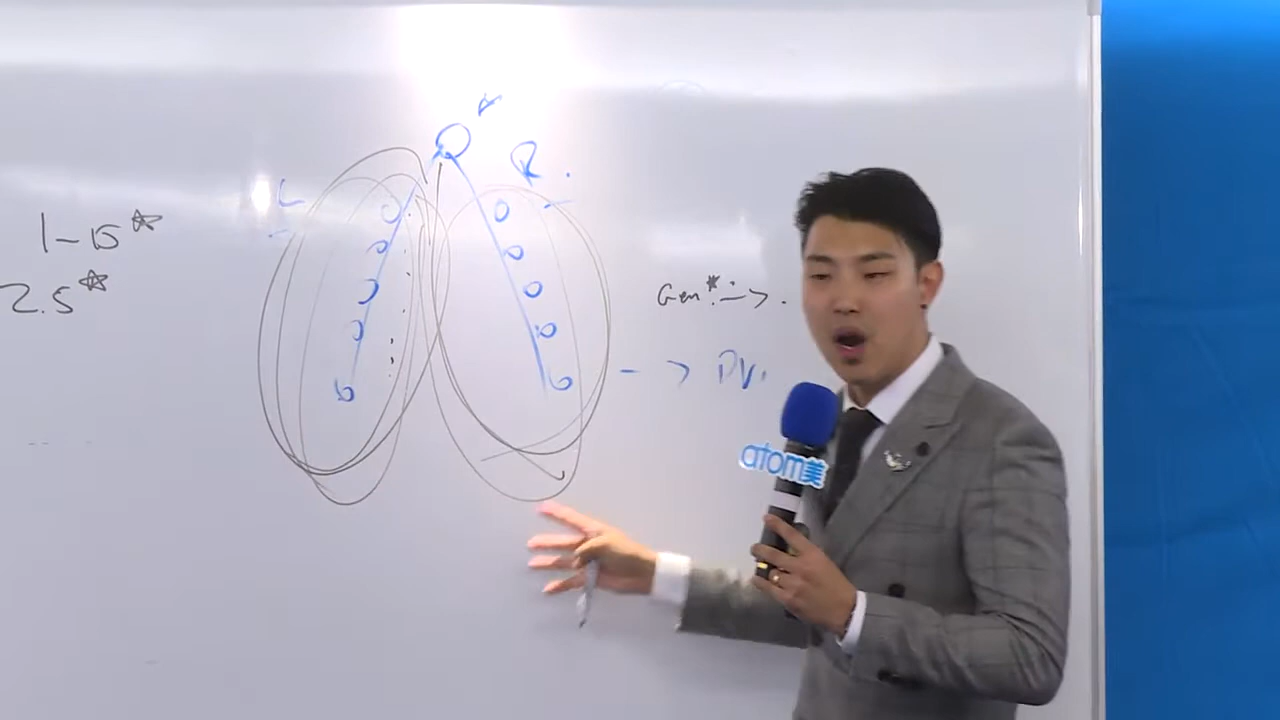 1-15☆
2.5☆
L
R.
Gen*. -->.
--> PV.
atom美